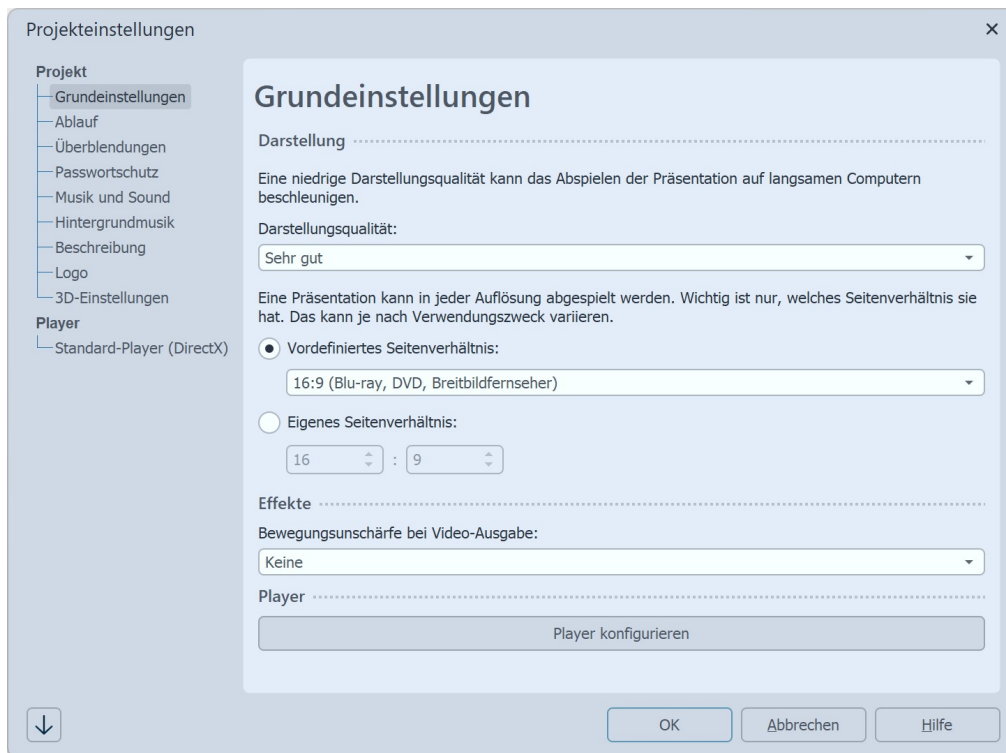 Projekteinstellungen
Projekt
Grundeinstellungen
Ablauf
Überblendungen
Passwortschutz
Musik und Sound
Hintergrundmusik
Beschreibung
Logo
3D-Einstellungen
Player
Standard-Player (DirectX)
Grundeinstellungen
Darstellung
Eine niedrige Darstellungsqualität kann das Abspielen der Präsentation auf langsamen Computern
beschleunigen.
Darstellungsqualität:
Sehr gut
Eine Präsentation kann in jeder Auflösung abgespielt werden. Wichtig ist nur, welches Seitenverhältnis sie
hat. Das kann je nach Verwendungszweck variieren.
Vordefiniertes Seitenverhältnis:
16:9 (Blu-ray, DVD, Breitbildfernseher)
Eigenes Seitenverhältnis:
16 : 9
Effekte
Bewegungsunschärfe bei Video-Ausgabe:
Keine
Player
Player konfigurieren
OK Abbrechen Hilfe